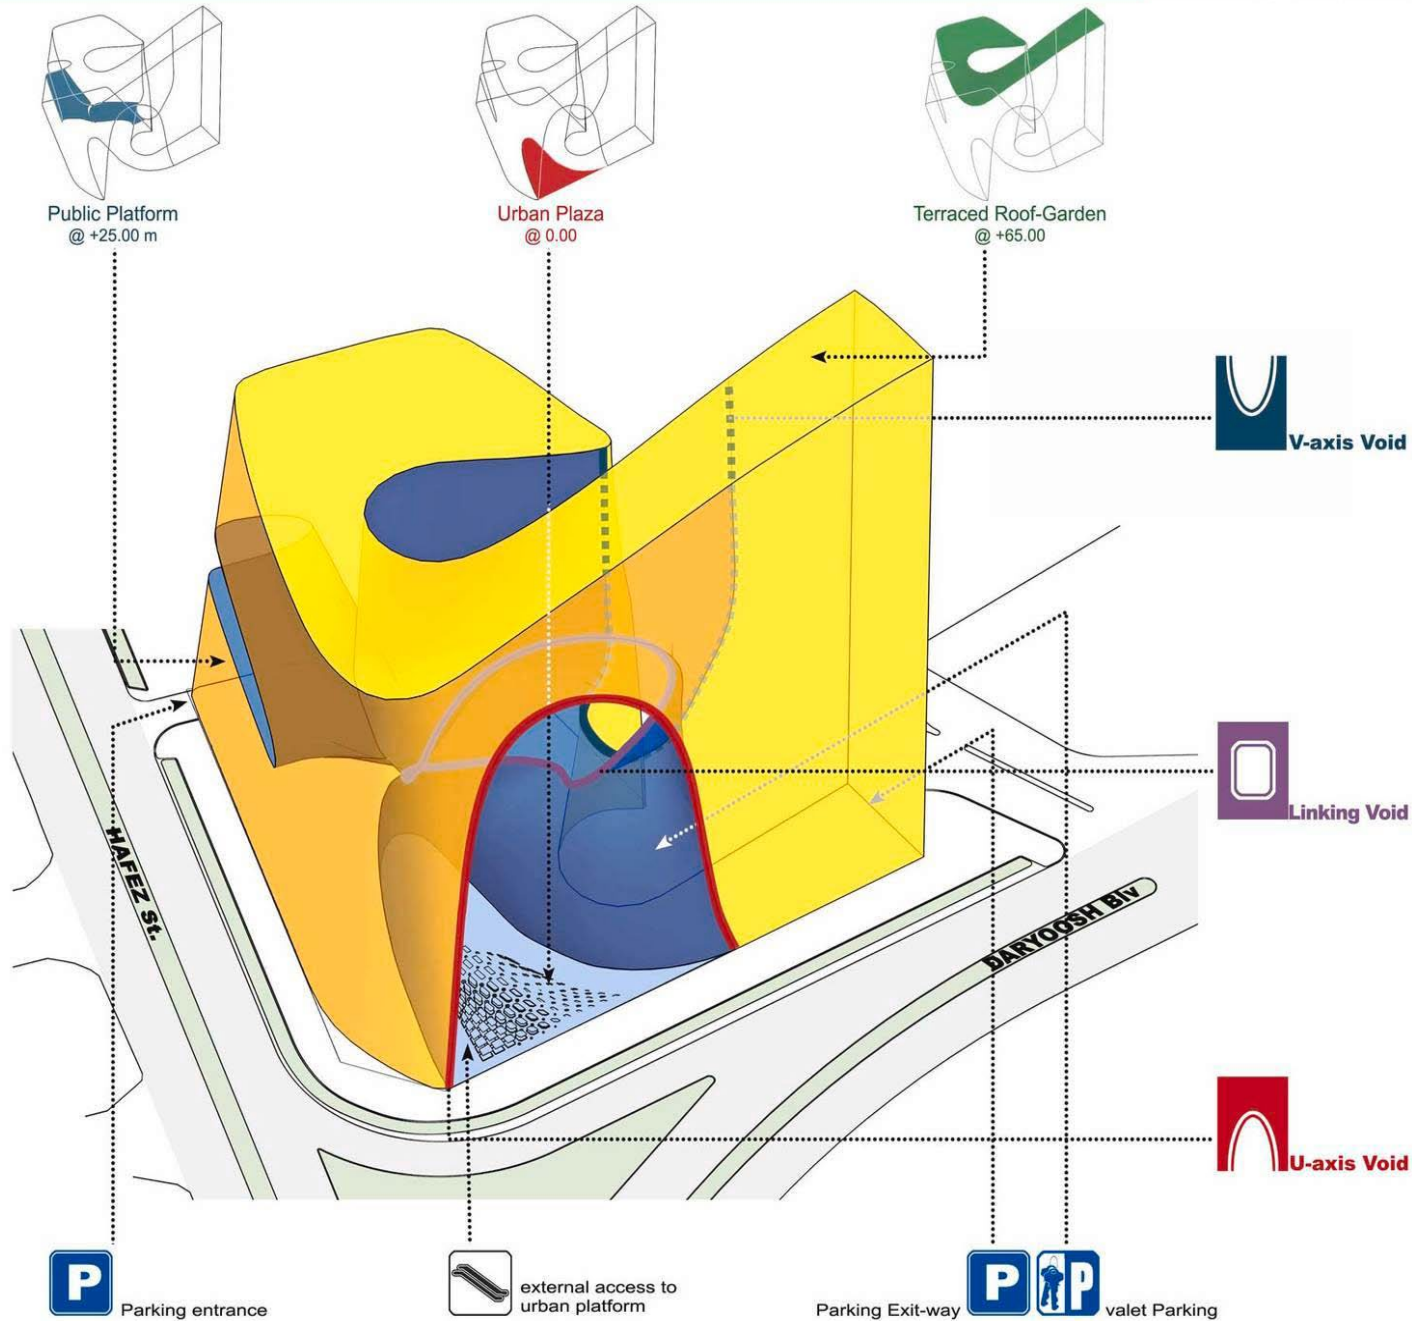 Public Platform
@ +25.00 m
Urban Plaza
@ 0.00
Terraced Roof-Garden
@ +65.00
V-axis Void
Linking Void
HAFEZ St.
DARYOOSH Blv
U-axis Void
P
Parking entrance
external access to
urban platform
Parking Exit-way
P
P
valet Parking